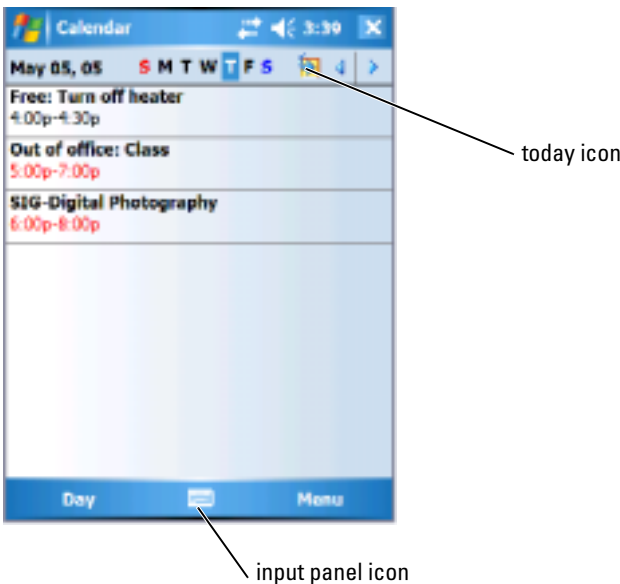 Calendar 3:39
May 05, 05 S M T W T F S
Free: Turn off heater
4:00p-4:30p
Out of office: Class
5:00p-7:00p
SIG-Digital Photography
6:00p-8:00p
today icon
Day Menu
input panel icon